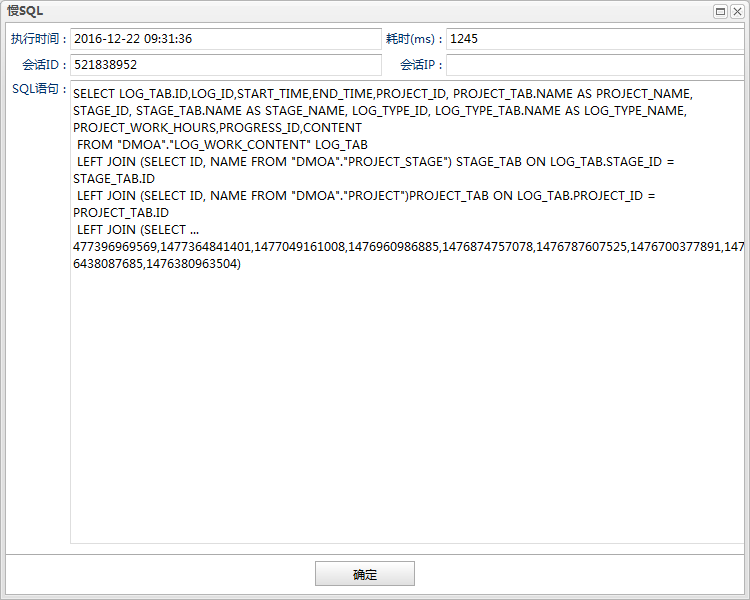 慢SQL
执行时间： 2016-12-22 09:31:36 耗时(ms)： 1245
会话ID： 521838952 会话IP：
SQL语句： SELECT LOG_TAB.ID,LOG_ID,START_TIME,END_TIME,PROJECT_ID, PROJECT_TAB.NAME AS PROJECT_NAME,
STAGE_ID, STAGE_TAB.NAME AS STAGE_NAME, LOG_TYPE_ID, LOG_TYPE_TAB.NAME AS LOG_TYPE_NAME,
PROJECT_WORK_HOURS,PROGRESS_ID,CONTENT
FROM "DMOA"."LOG_WORK_CONTENT" LOG_TAB
LEFT JOIN (SELECT ID, NAME FROM "DMOA"."PROJECT_STAGE") STAGE_TAB ON LOG_TAB.STAGE_ID =
STAGE_TAB.ID
LEFT JOIN (SELECT ID, NAME FROM "DMOA"."PROJECT")PROJECT_TAB ON LOG_TAB.PROJECT_ID =
PROJECT_TAB.ID
LEFT JOIN (SELECT ...
477396969569,1477364841401,1477049161008,1476960986885,1476874757078,1476787607525,1476700377891,147
6438087685,1476380963504)
确定